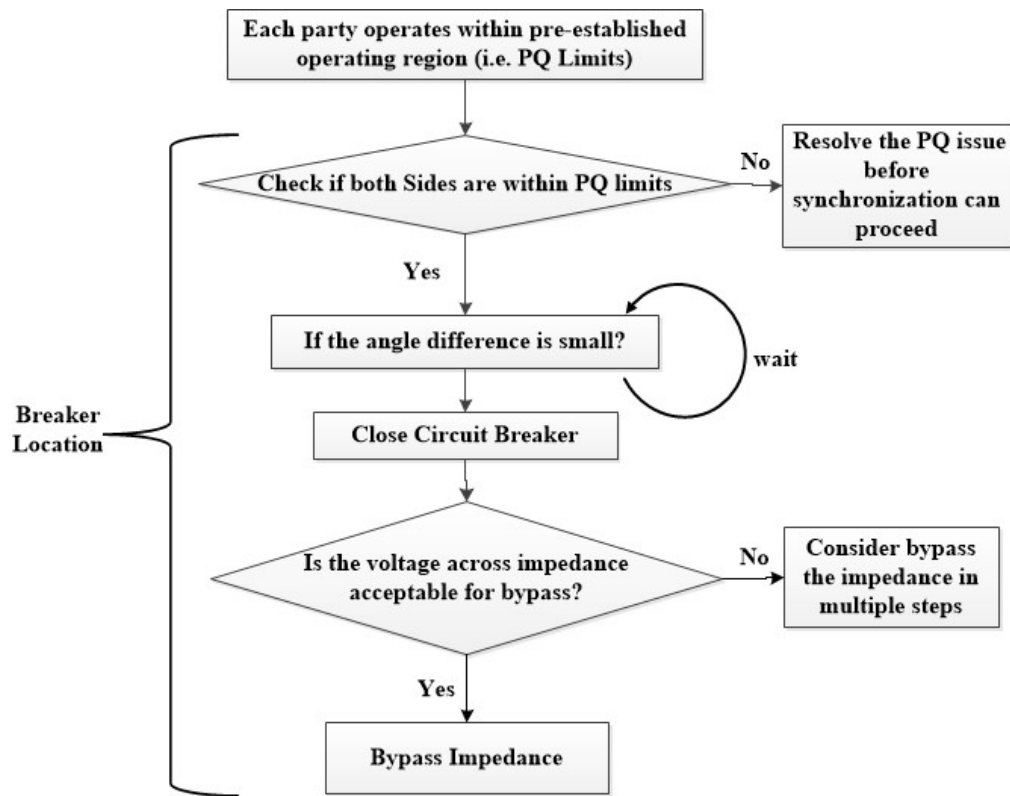 Each party operates within pre-established
operating region (i.e. PQ Limits)
Check if both Sides are within PQ limits
No
Resolve the PQ issue
before
synchronization can
proceed
Yes
If the angle difference is small?
wait
Breaker
Location
Close Circuit Breaker
Is the voltage across impedance
acceptable for bypass?
No
Consider bypass
the impedance in
multiple steps
Yes
Bypass Impedance